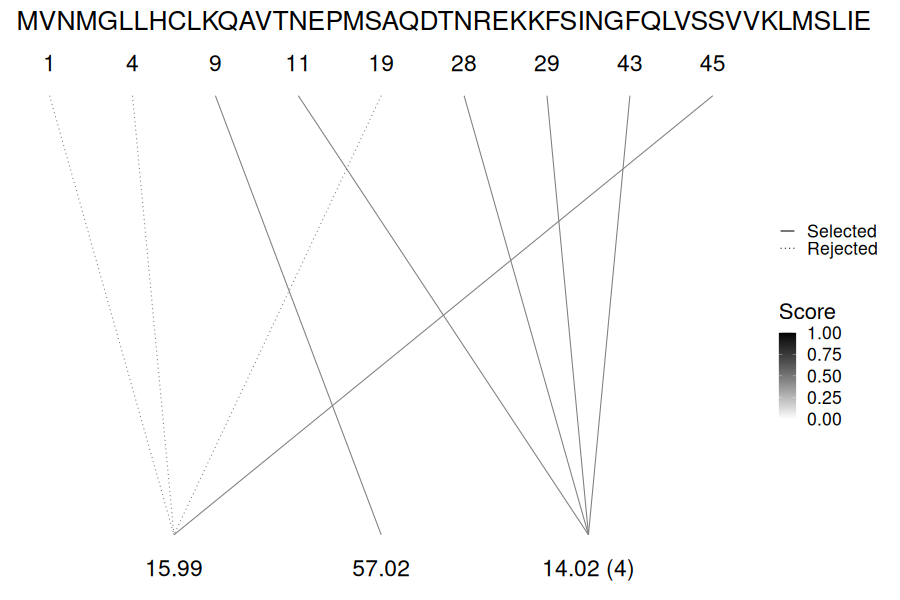 MVNMGLLHCLKQAVTNEPMSAQDTNREKKFSINGFQLVSSVVKLMSLIE
1 4 9 11 19 28 29 43 45
Selected
Rejected
Score
1.00
0.75
0.50
0.25
0.00
15.99 57.02 14.02 (4)